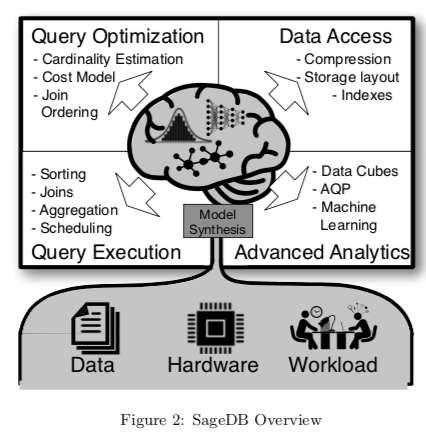 Query Optimization
- Cardinality Estimation
- Cost Model
- Join
Ordering
Data Access
- Compression
- Storage layout
- Indexes
- Sorting
- Joins
- Aggregation
- Scheduling
Query Execution
Model
Synthesis
- Data Cubes
- AQP
- Machine
Learning
Advanced Analytics
Data
Hardware
Workload
Figure 2: SageDB Overview